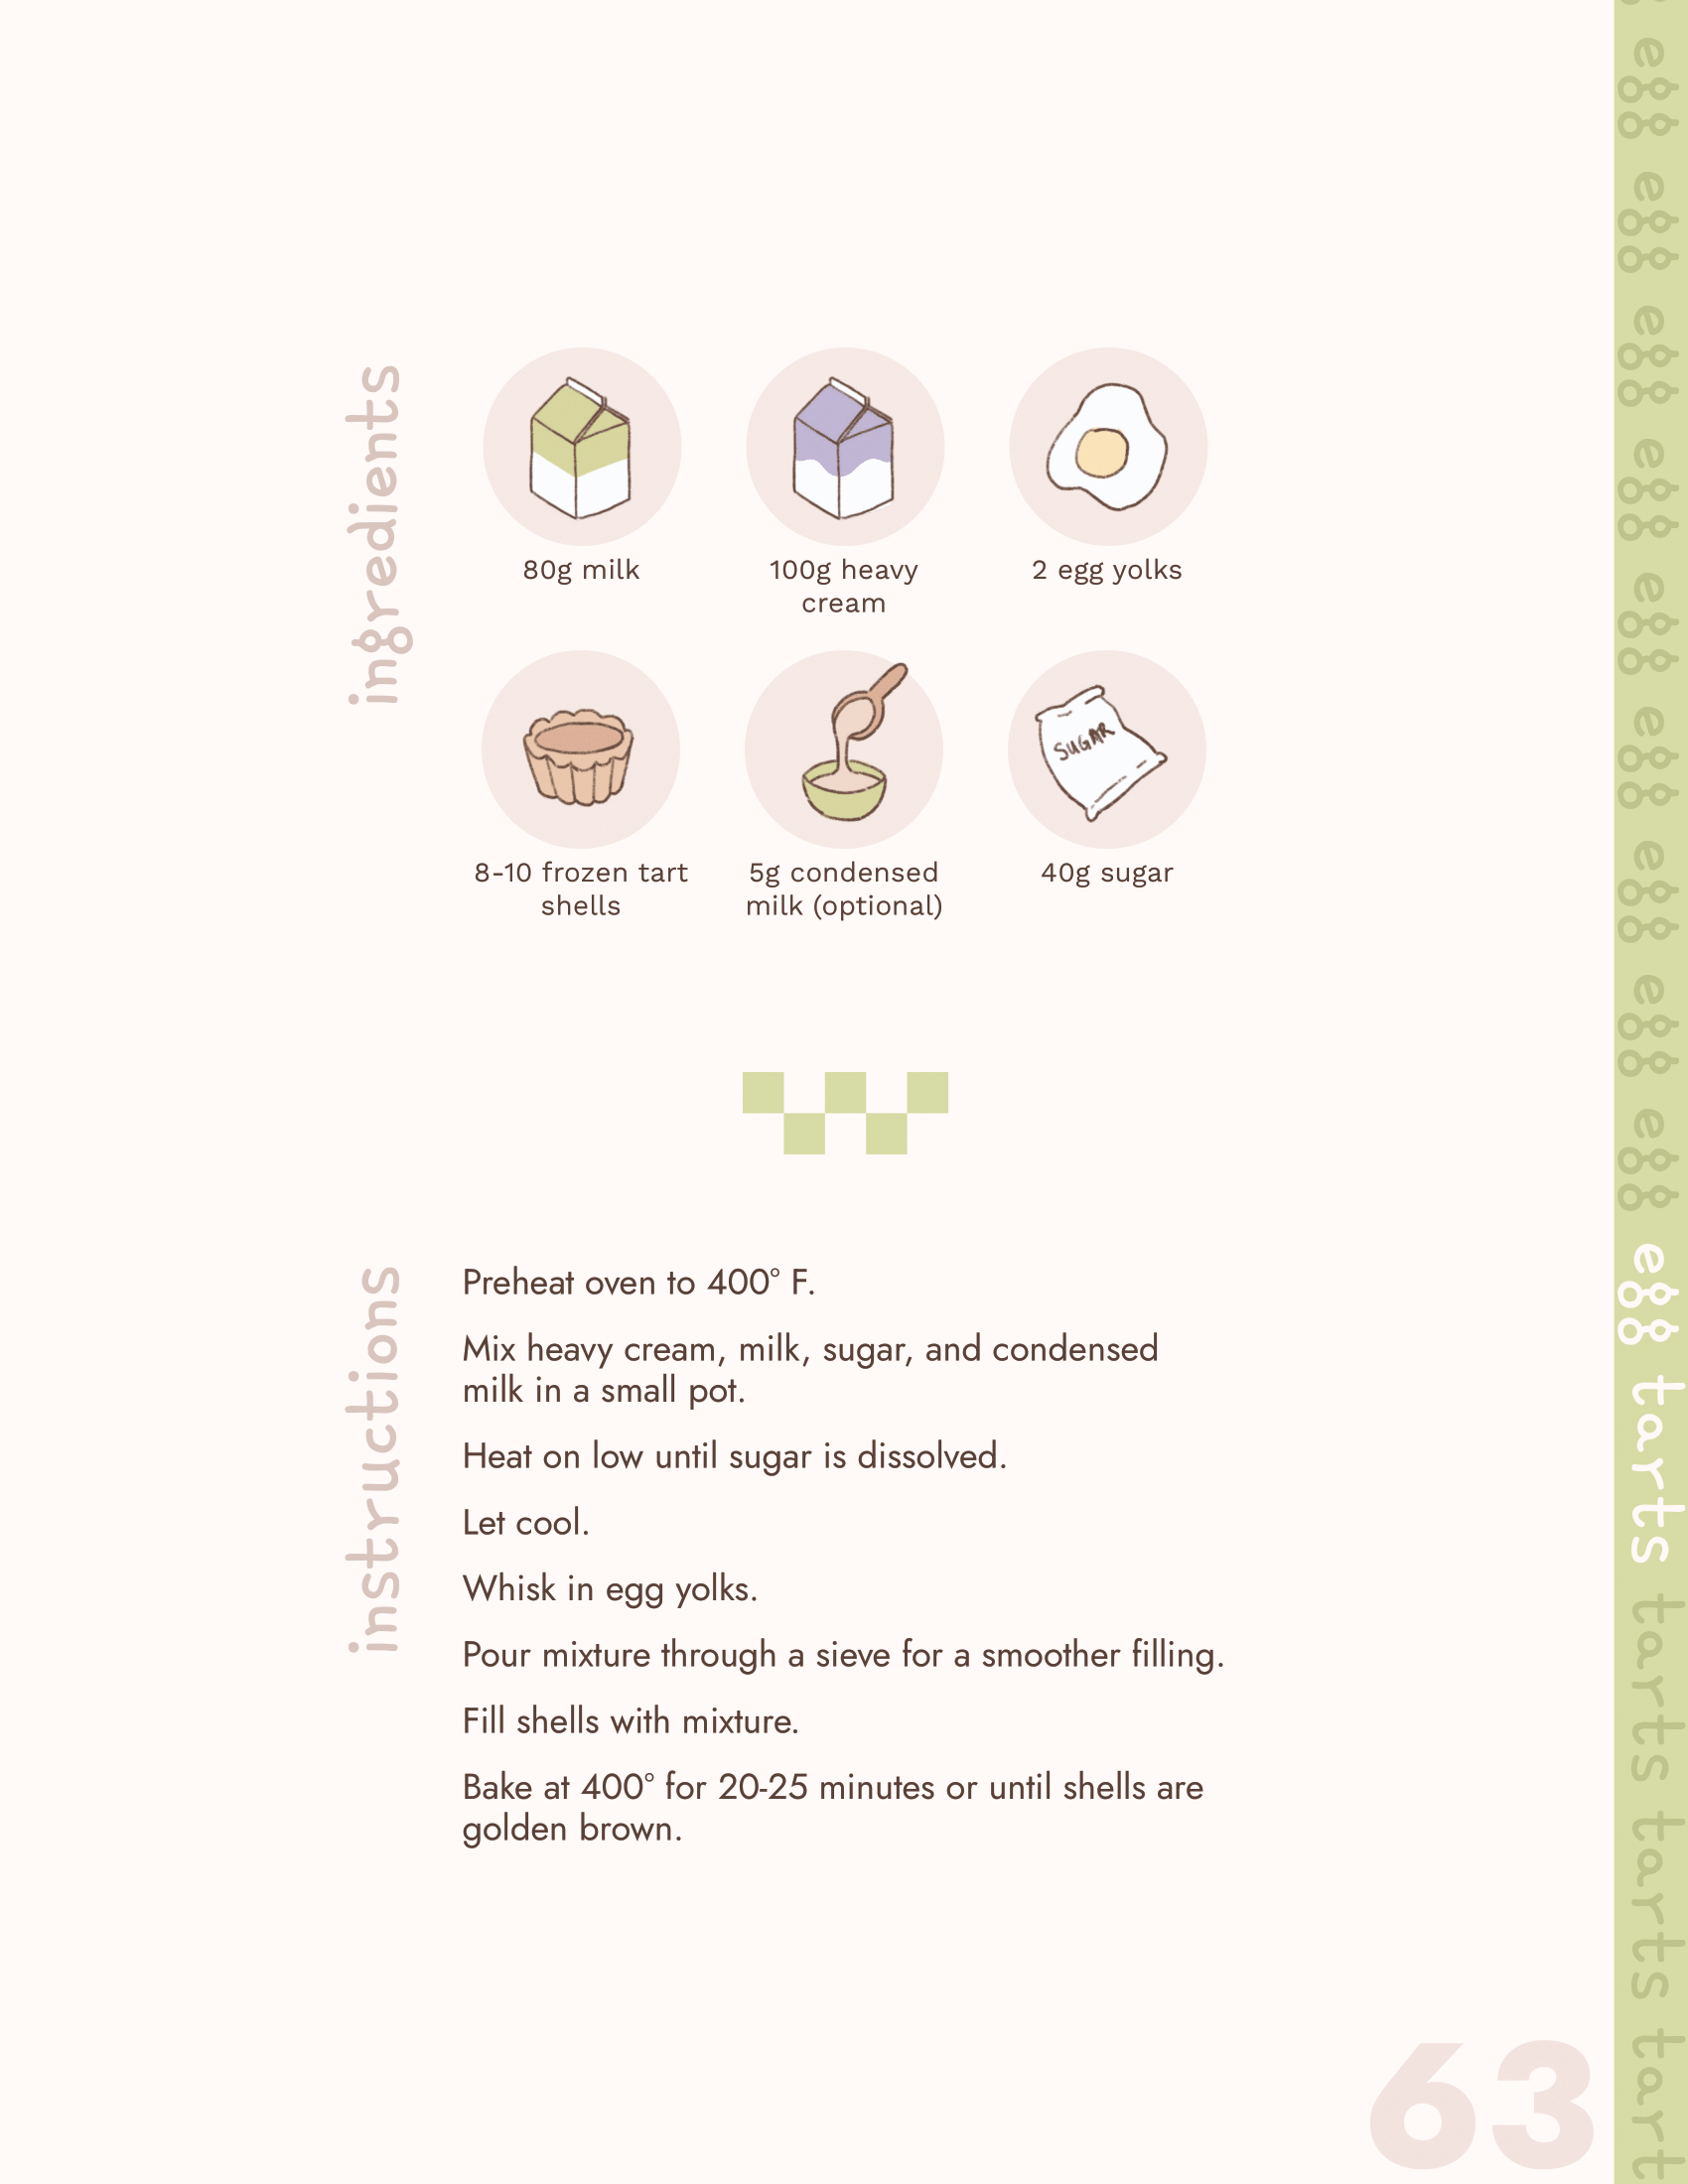 ingredients
80g milk
100g heavy
cream
2 egg yolks
8-10 frozen tart
shells
5g condensed
milk (optional)
SUGAR
40g sugar
instructions
Preheat oven to 400° F.
Mix heavy cream, milk, sugar, and condensed
milk in a small pot.
Heat on low until sugar is dissolved.
Let cool.
Whisk in egg yolks.
Pour mixture through a sieve for a smoother filling.
Fill shells with mixture.
Bake at 400° for 20-25 minutes or until shells are
golden brown.
63
egg egg egg egg egg egg egg egg egg egg tarts tarts tarts tart